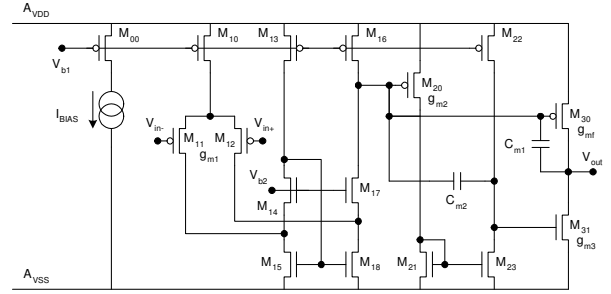 AVDD
M00
M10
M13
M16
M22
Vb1
M20
gm2
IBIAS
M30
gmf
Vin-
M11
M12
Vin+
gm1
Cm1
Vout
Vb2
M17
M14
Cm2
M31
gm3
M15
M18
M21
M23
AVSS